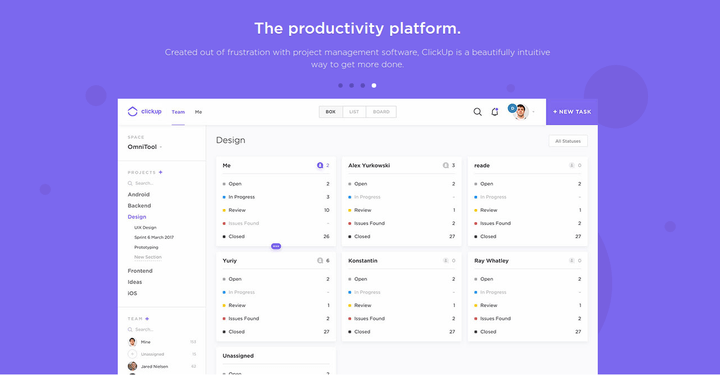 The productivity platform.
Created out of frustration with project management software, ClickUp is a beautifully intuitive
way to get more done.
clickup Team Me BOX LIST BOARD + NEW TASK
SPACE
OmniTool
PROJECTS +
Search...
Android
Backend
Design
UX Design
Sprint 6 March 2017
Prototyping
New Section
Frontend
Ideas
iOS
TEAM +
Search...
Mine
Unassigned
Jared Nielsen
Design All Statuses
Me 2
Open 2
In Progress 3
Review 10
Issues Found -
Closed 26
Alex Yurkowski 3
Open 2
In Progress -
Review 1
Issues Found 2
Closed 27
reade 0
Open 2
In Progress -
Review 1
Issues Found 2
Closed 27
Yuriy 6
Open 2
In Progress -
Review 1
Issues Found 2
Closed 27
Konstantin 0
Open 2
In Progress -
Review 1
Issues Found 2
Closed 27
Ray Whatley 0
Open 2
In Progress -
Review 1
Issues Found 2
Closed 27
Unassigned